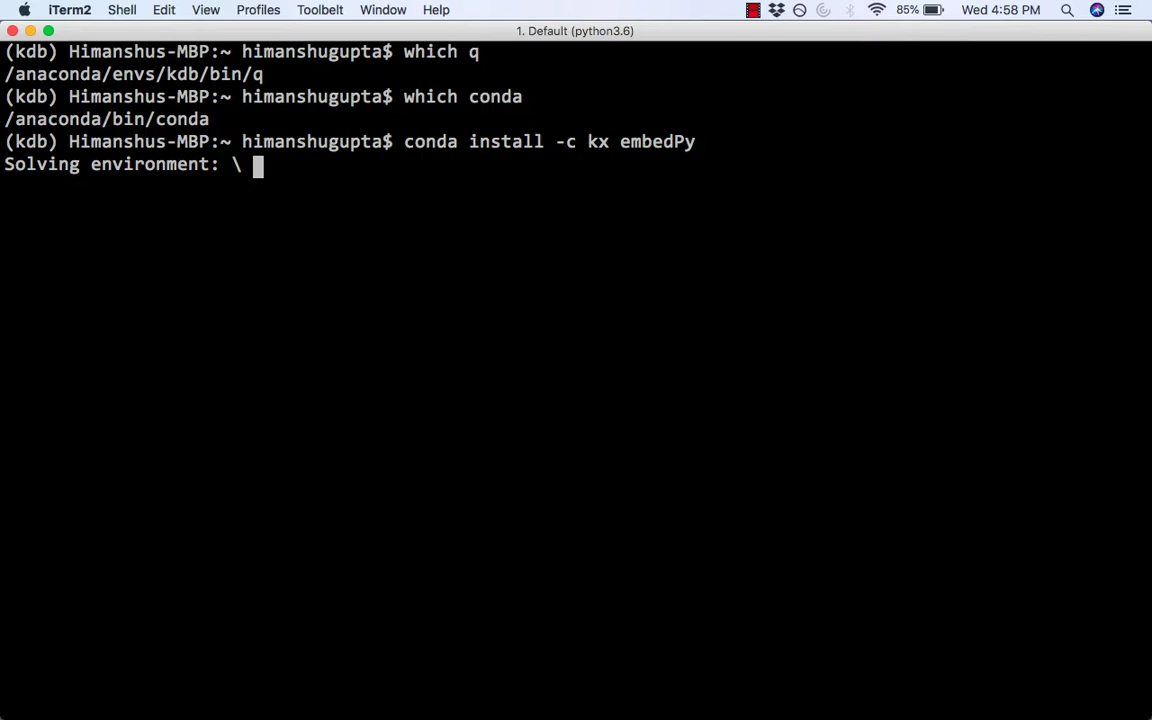 iTerm2 Shell Edit View Profiles Toolbelt Window Help 85% Wed 4:58 PM
1. Default (python3.6)
(kdb) Himanshus-MBP:~ himanshugupta$ which q
/anaconda/envs/kdb/bin/q
(kdb) Himanshus-MBP:~ himanshugupta$ which conda
/anaconda/bin/conda
(kdb) Himanshus-MBP:~ himanshugupta$ conda install -c kx embedPy
Solving environment: \